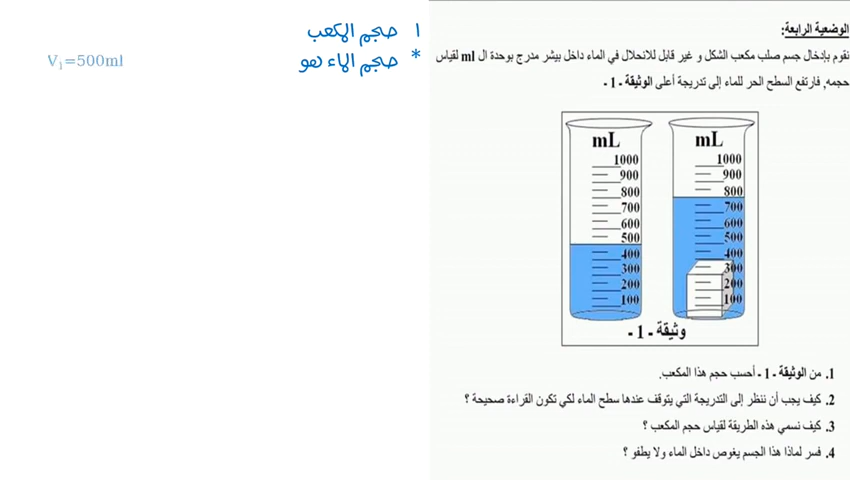 الوضعية الرابعة:
نقوم بإدخال جسم صلب مكعب الشكل و غير قابل للانحلال في الماء داخل بيشر مدرج بوحدة ال ml لقياس
حجمه, فارتفع السطح الحر للماء إلى تدريجة أعلى الوثيقة - 1 -
mL
1000
900
800
700
600
500
400
300
200
100
mL
1000
900
800
700
600
500
400
300
200
100
وثيقة - 1 -
1. من الوثيقة - 1 - أحسب حجم هذا المكعب.
2. كيف يجب أن ننظر إلى التدريجة التي يتوقف عندها سطح الماء لكي تكون القراءة صحيحة ؟
3. كيف نسمي هذه الطريقة لقياس حجم المكعب ؟
4. فسر لماذا هذا الجسم يغوص داخل الماء ولا يطفو ؟
1 حجم المكعب
* حجم الماء هو
V₁=500ml